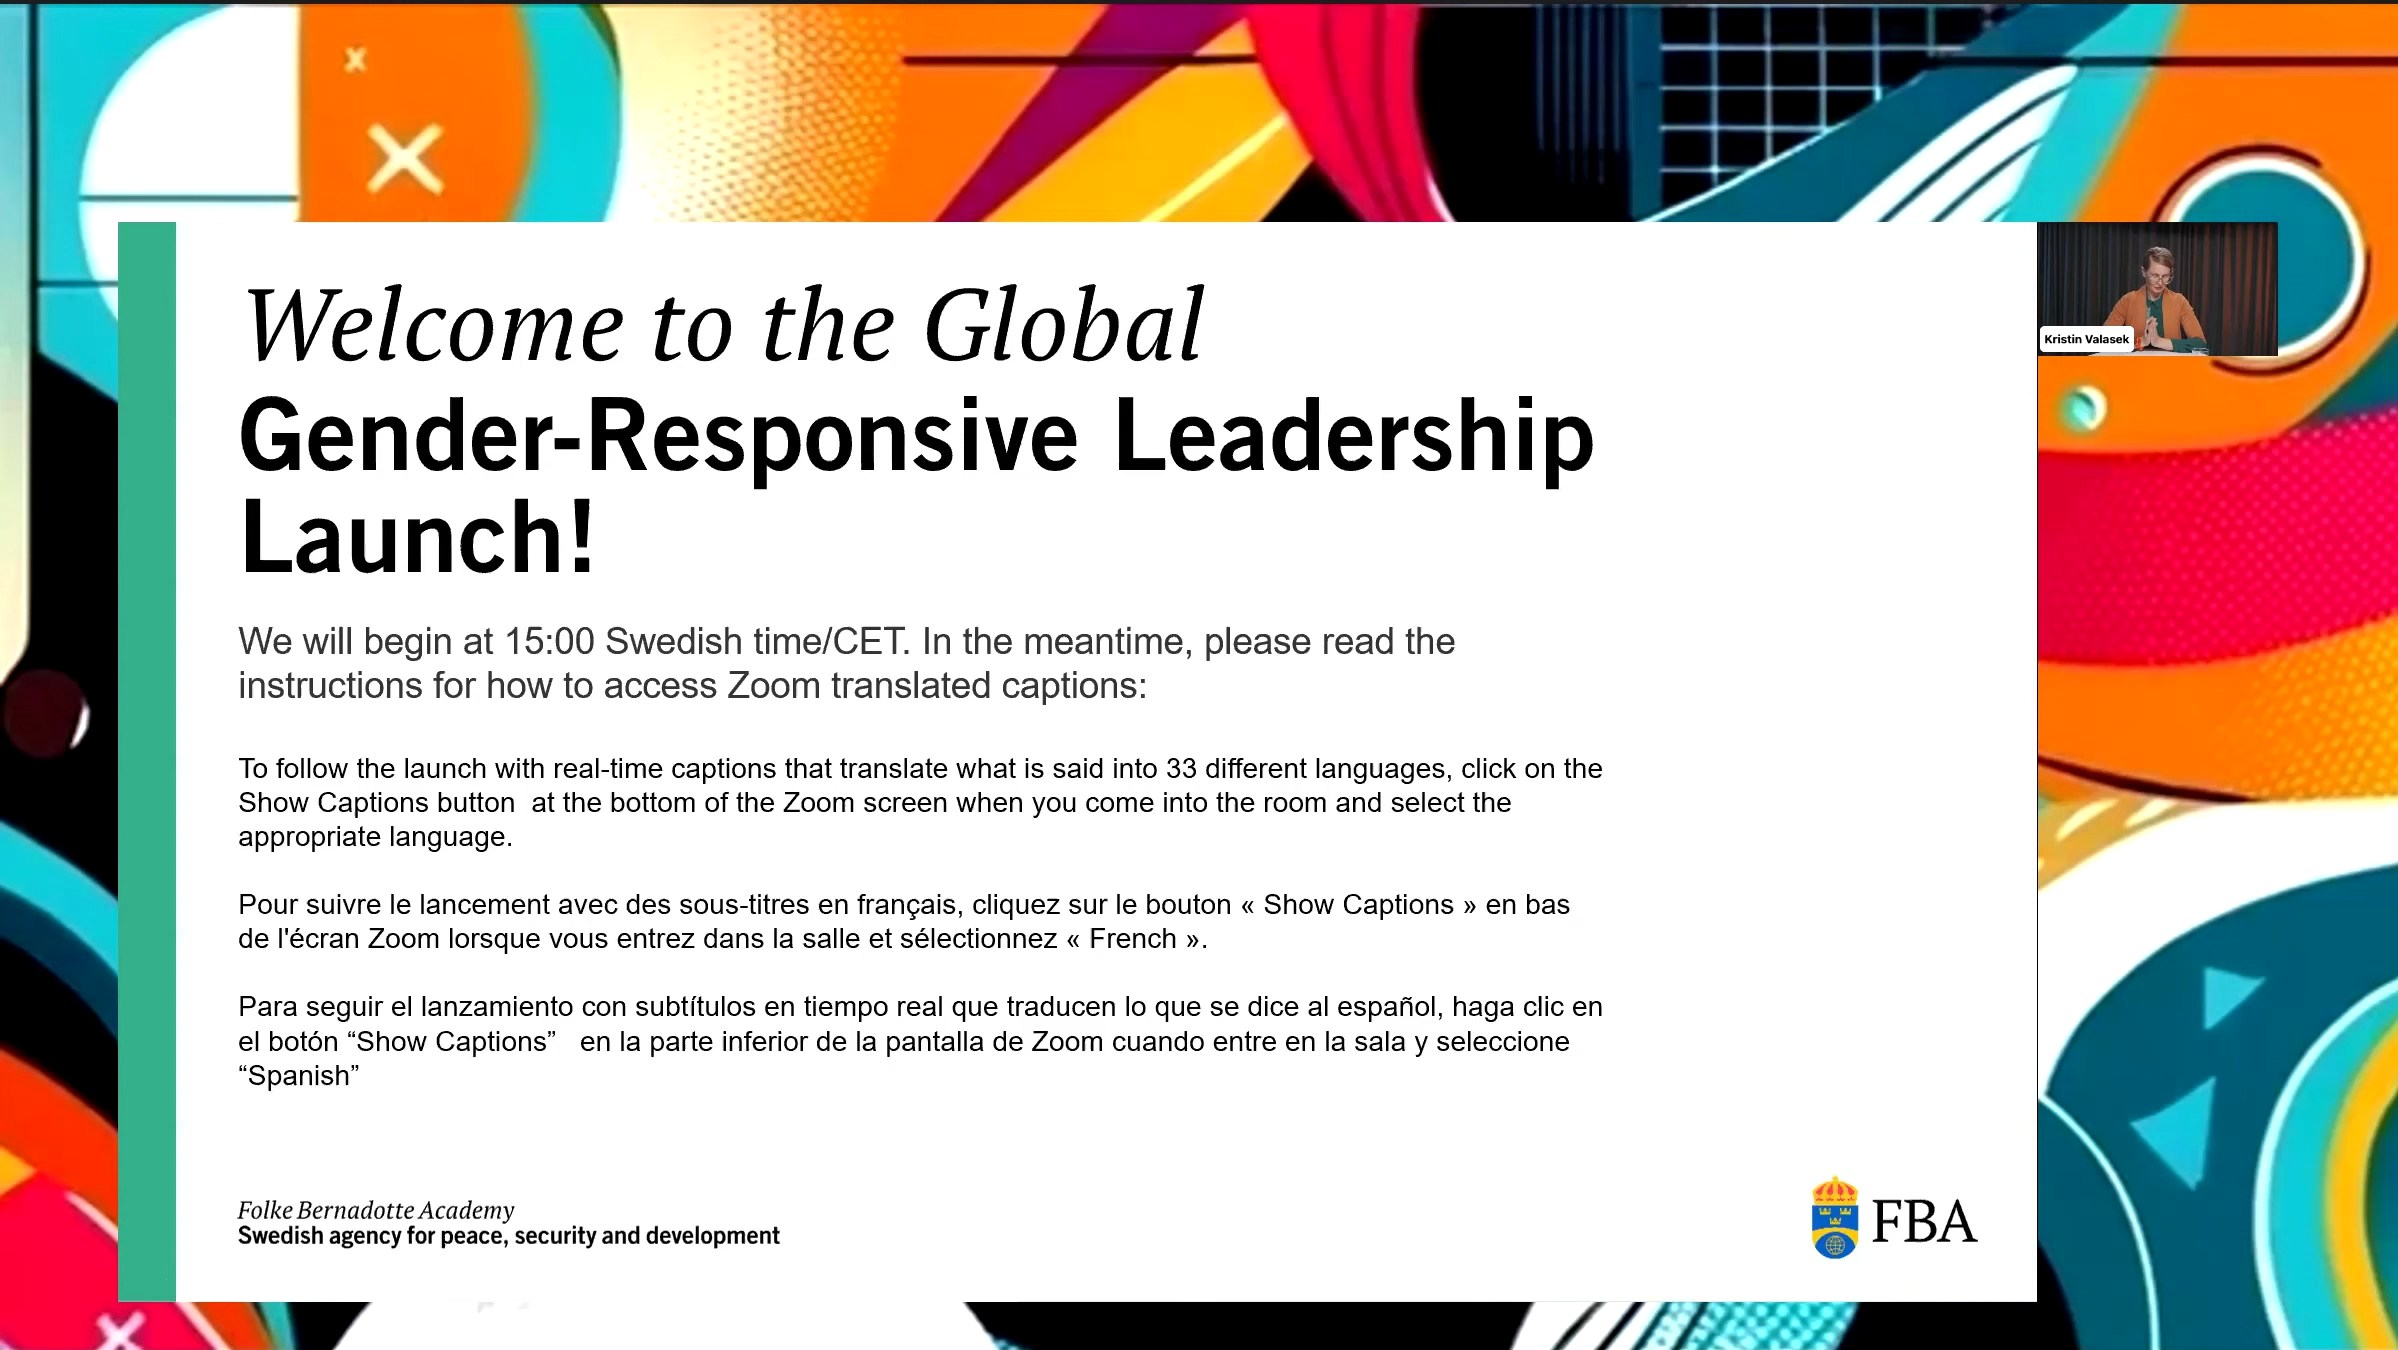 Welcome to the Global
Gender-Responsive Leadership
Launch!
Kristin Valasek
We will begin at 15:00 Swedish time/CET. In the meantime, please read the
instructions for how to access Zoom translated captions:
To follow the launch with real-time captions that translate what is said into 33 different languages, click on the
Show Captions button  at the bottom of the Zoom screen when you come into the room and select the
appropriate language.
Pour suivre le lancement avec des sous-titres en français, cliquez sur le bouton « Show Captions » en bas
de l'écran Zoom lorsque vous entrez dans la salle et sélectionnez « French ».
Para seguir el lanzamiento con subtítulos en tiempo real que traducen lo que se dice al español, haga clic en
el botón “Show Captions”   en la parte inferior de la pantalla de Zoom cuando entre en la sala y seleccione
“Spanish”
Folke Bernadotte Academy
Swedish agency for peace, security and development
FBA